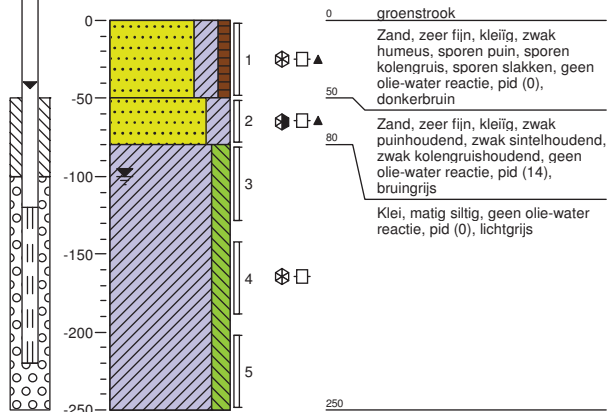 0
0
groenstrook
Zand, zeer fijn, kleiïg, zwak
humeus, sporen puin, sporen
kolengruis, sporen slakken, geen
olie-water reactie, pid (0),
donkerbruin
1
-50
50
Zand, zeer fijn, kleiïg, zwak
puinhoudend, zwak sintelhoudend,
zwak kolengruishoudend, geen
olie-water reactie, pid (14),
bruingrijs
2
80
-100
3
Klei, matig siltig, geen olie-water
reactie, pid (0), lichtgrijs
-150
4
-200
5
-250
250